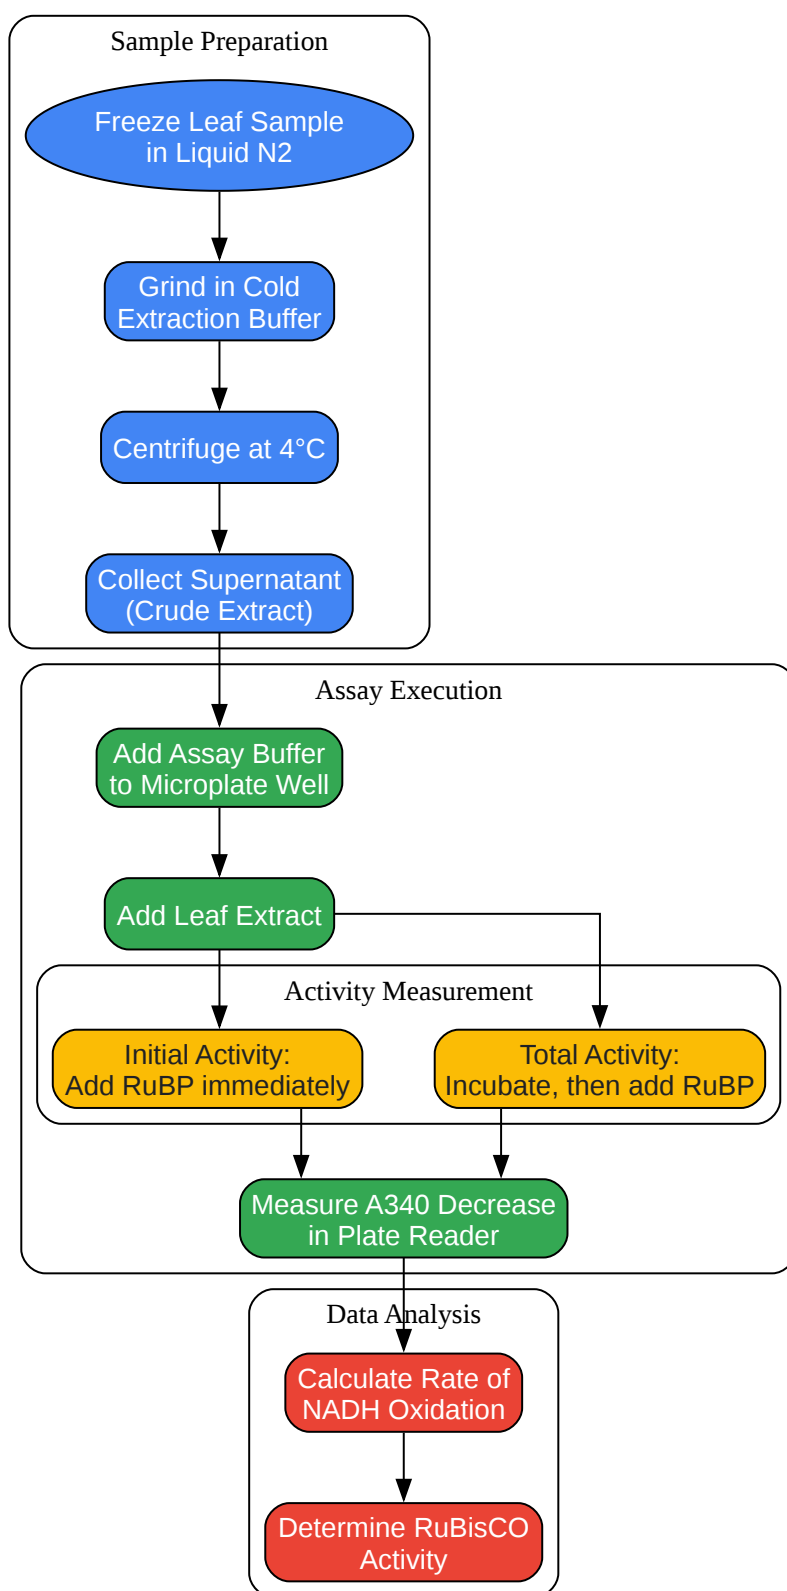 Sample Preparation
Freeze Leaf Sample
in Liquid N2
Grind in Cold
Extraction Buffer
Centrifuge at 4°C
Collect Supernatant
(Crude Extract)
Assay Execution
Add Assay Buffer
to Microplate Well
Add Leaf Extract
Activity Measurement
Initial Activity:
Add RuBP immediately
Total Activity:
Incubate, then add RuBP
Measure A340 Decrease
in Plate Reader
Data Analysis
Calculate Rate of
NADH Oxidation
Determine RuBisCO
Activity